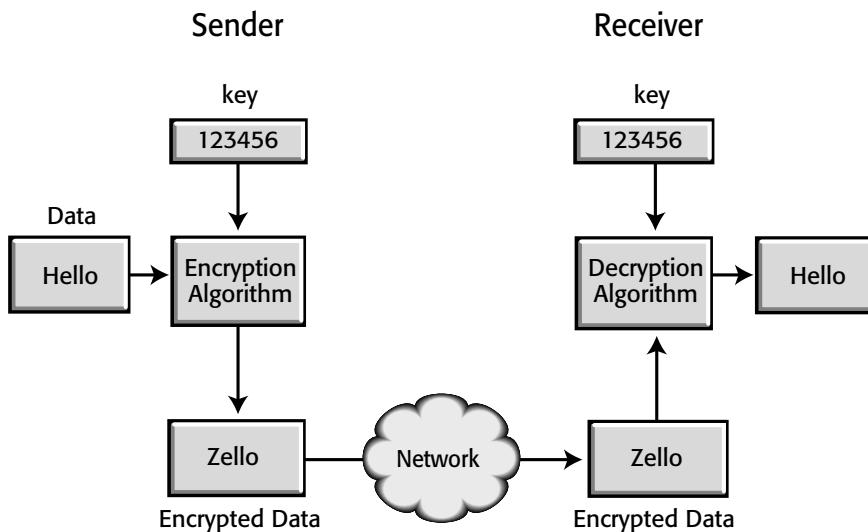 Sender
Receiver
key
key
123456
123456
Data
Hello
Encryption
Algorithm
Decryption
Algorithm
Hello
Zello
Network
Zello
Encrypted Data
Encrypted Data